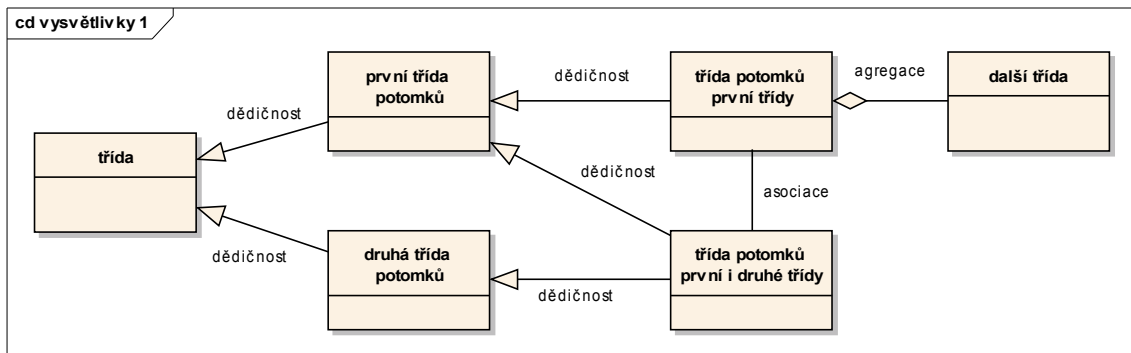 cd vysvětlivky 1
první třída
potomků
dědičnost
třída potomků
první třídy
agregace
další třída
dědičnost
třída
dědičnost
asociace
dědičnost
druhá třída
potomků
dědičnost
třída potomků
první i druhé třídy